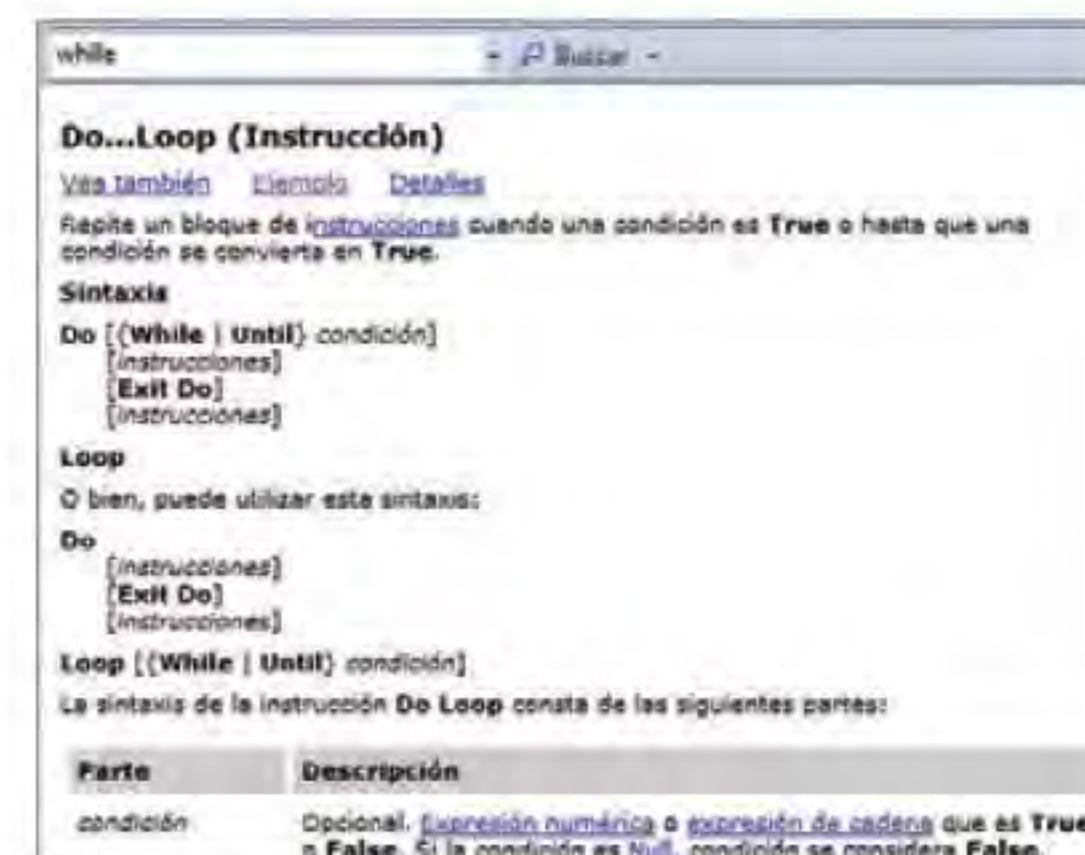 while
Buscar
Do...Loop (Instrucción)
Vea también Ejemplo Detalles
Repite un bloque de instrucciones cuando una condición es True o hasta que una
condición se convierta en True.
Sintaxis
Do [{While | Until} condición]
[instrucciones]
[Exit Do]
[instrucciones]
Loop
O bien, puede utilizar esta sintaxis:
Do
[instrucciones]
[Exit Do]
[instrucciones]
Loop [{While | Until} condición]
La sintaxis de la instrucción Do Loop consta de las siguientes partes:
Parte Descripción
condición Opcional. Expresión numérica o expresión de cadena que es True
o False. Si la condición es Null, condición se considera False.